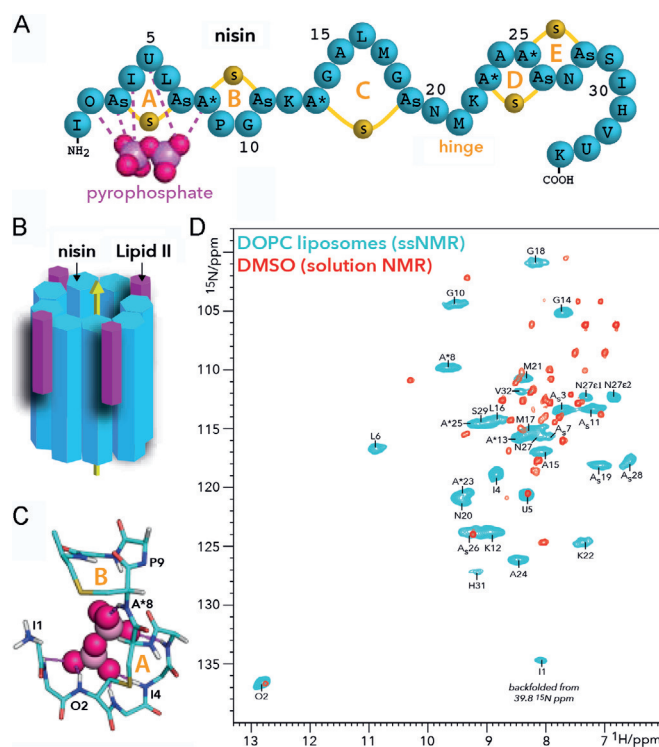 A
nisin
5
15
25
I
O
As
I
U
L
As
A*
P
G
As
K
A*
G
A
L
M
G
As
N
M
K
A*
A
A*
As
N
As
S
I
H
V
U
K
S
S
S
S
S
A
B
C
D
E
10
20
30
NH2
COOH
hinge
pyrophosphate
B
nisin
Lipid II
C
B
P9
A*8
I1
A
O2
I4
D
DOPC liposomes (ssNMR)
DMSO (solution NMR)
15N/ppm
110
115
120
125
130
135
G18
G10
G14
A*8
M21
V32
N27ε1
N27ε2
As3
S29
L16
A*25
M17
As11
A*13
As7
N27
L6
A15
As19
As28
A*23
I4
N20
U5
As26
K12
K22
A24
H31
I1
backfolded from
39.8 15N ppm
O2
13
12
11
10
9
8
7
1H/ppm